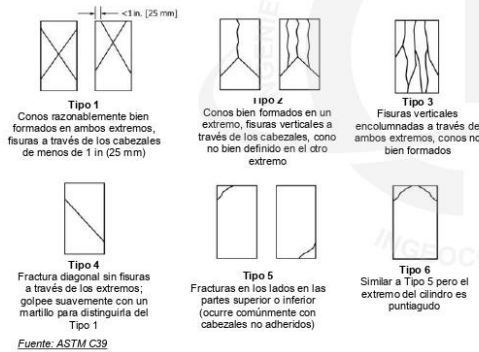 <1 in. [25 mm]
Tipo 1
Conos razonablemente bien
formados en ambos extremos,
fisuras a través de los cabezales
de menos de 1 in (25 mm)
Tipo 2
Conos bien formados en un
extremo, fisuras verticales a
través de los cabezales, cono
no bien definido en el otro
extremo
Tipo 3
Fisuras verticales
encolumnadas a través de
ambos extremos, conos no
bien formados
Tipo 4
Fractura diagonal sin fisuras
a través de los extremos;
golpee suavemente con un
martillo para distinguirla del
Tipo 1
Tipo 5
Fracturas en los lados en las
partes superior o inferior
(ocurre comúnmente con
cabezales no adheridos)
Tipo 6
Similar a Tipo 5 pero el
extremo del cilindro es
puntiagudo
Fuente: ASTM C39